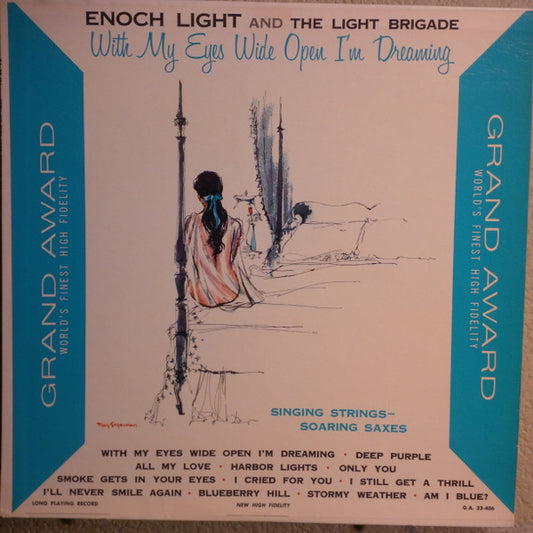 ENOCH LIGHT AND THE LIGHT BRIGADE
With My Eyes Wide Open I'm Dreaming
GRAND AWARD
WORLD'S FINEST HIGH FIDELITY
GRAND AWARD
WORLD'S FINEST HIGH FIDELITY
SINGING STRINGS—
SOARING SAXES
WITH MY EYES WIDE OPEN I'M DREAMING • DEEP PURPLE
ALL MY LOVE • HARBOR LIGHTS • ONLY YOU
SMOKE GETS IN YOUR EYES • I CRIED FOR YOU • I STILL GET A THRILL
I'LL NEVER SMILE AGAIN • BLUEBERRY HILL • STORMY WEATHER • AM I BLUE?
LONG PLAYING RECORD NEW HIGH FIDELITY G.A. 33-406